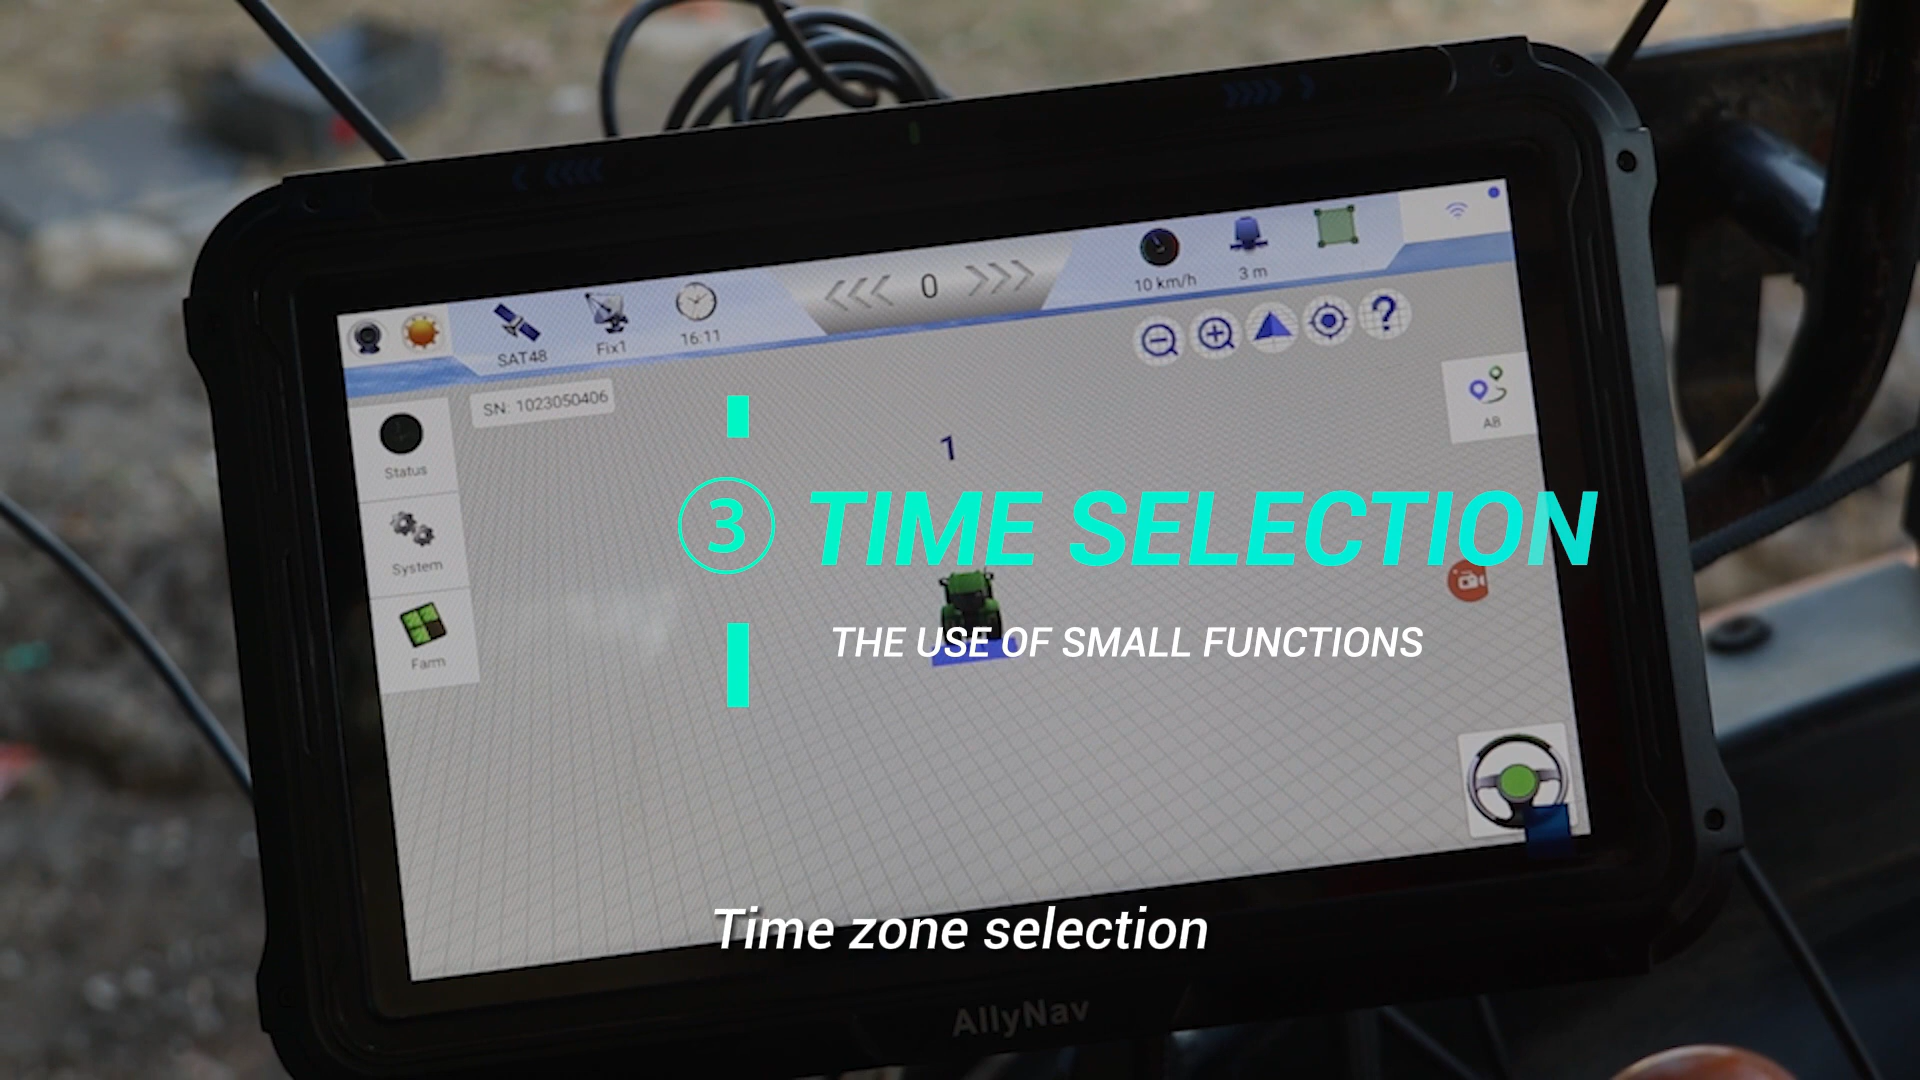 0
10 km/h
3 m
SAT48
Fix1
16:11
SN: 1023050406
Status
System
Farm
AB
1
③ TIME SELECTION
THE USE OF SMALL FUNCTIONS
Time zone selection
AllyNav